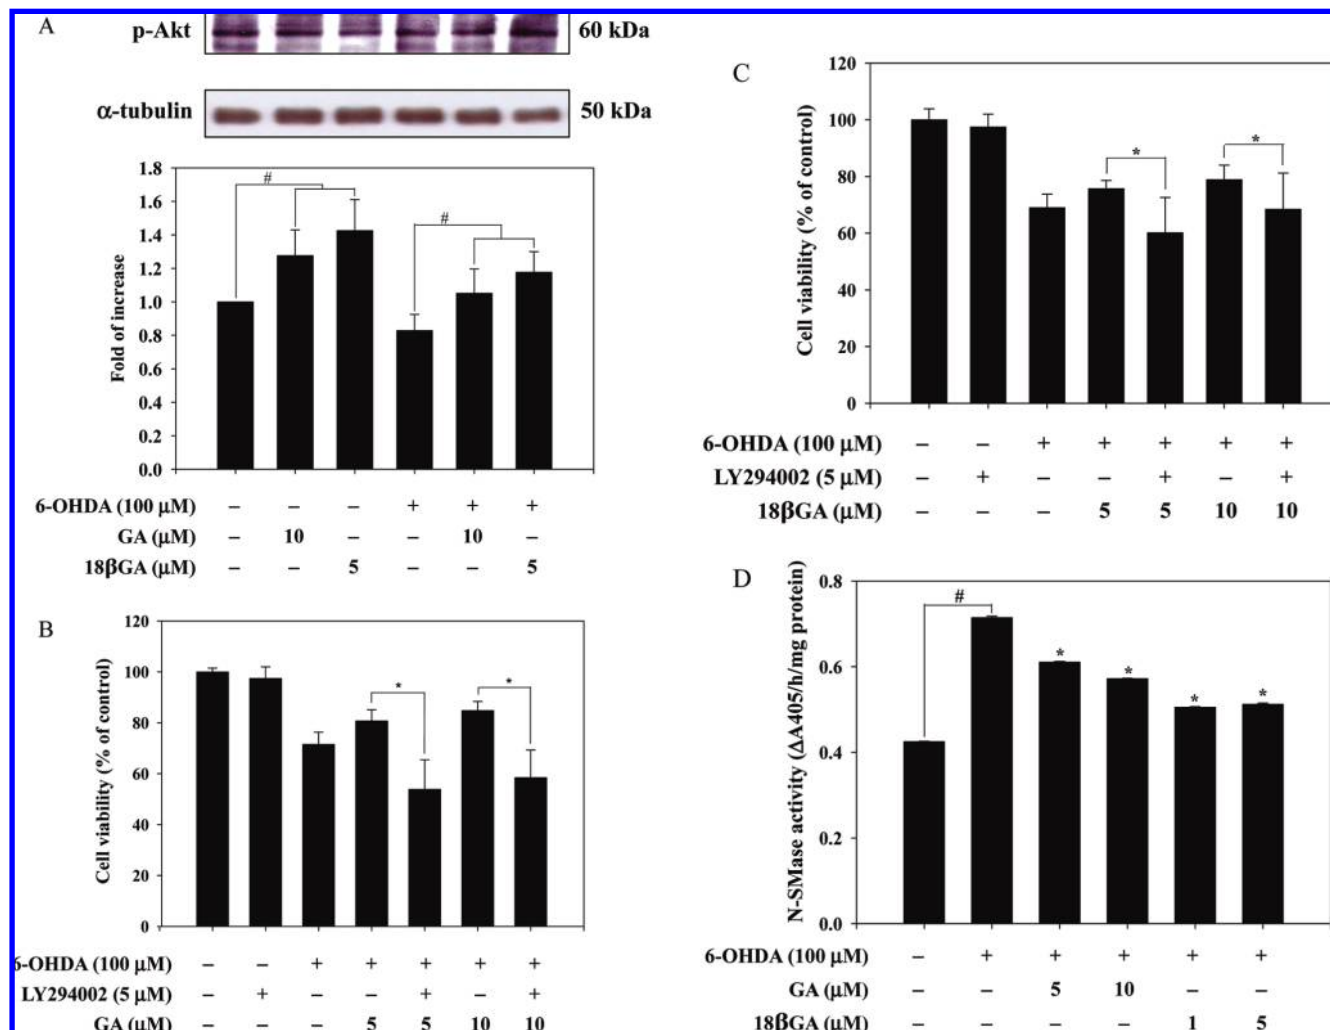 A
p-Akt 60 kDa
α-tubulin 50 kDa
1.8
1.6
1.4
1.2
1.0
0.8
0.6
0.4
0.2
0.0
Fold of increase
# #
6-OHDA (100 μM) – – – + + +
GA (μM) – 10 – – 10 –
18βGA (μM) – – 5 – – 5
B
120
100
80
60
40
20
0
Cell viability (% of control)
* *
6-OHDA (100 μM) – – + + + + +
LY294002 (5 μM) – + – – + – +
GA (μM) – – – 5 5 10 10
C
120
100
80
60
40
20
0
Cell viability (% of control)
* *
6-OHDA (100 μM) – – + + + + +
LY294002 (5 μM) – + – – + – +
18βGA (μM) – – – 5 5 10 10
D
0.8
0.6
0.4
0.2
0.0
N-SMase activity (ΔA405/h/mg protein)
# * * * *
6-OHDA (100 μM) – + + + + +
GA (μM) – – 5 10 – –
18βGA (μM) – – – – 1 5